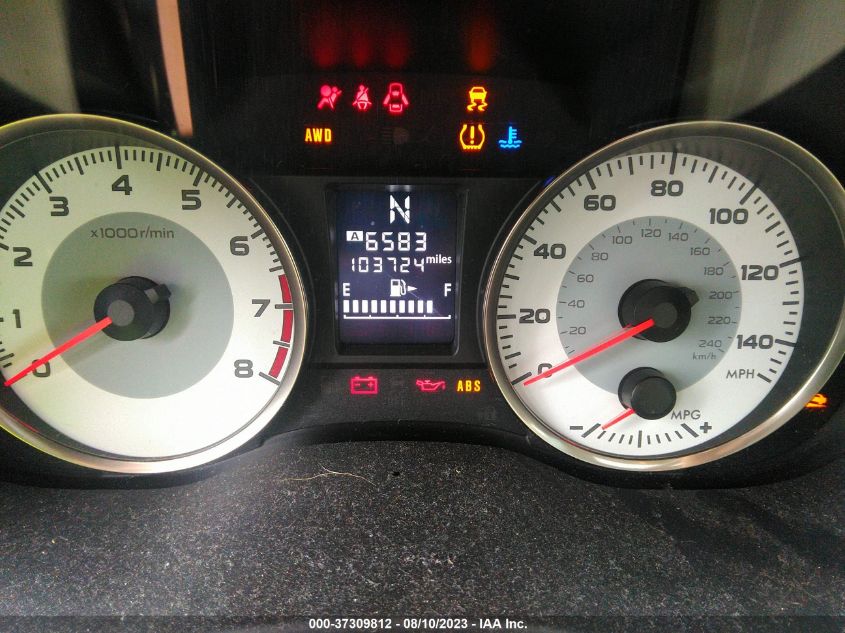 AWD
x1000r/min
0
1
2
3
4
5
6
7
8
N
A 6583
103724 miles
E F
ABS
0
20
40
60
80
100
120
140
MPH
20
40
60
80
100
120
140
160
180
200
220
240
km/h
MPG
- +
000-37309812 - 08/10/2023 - IAA Inc.